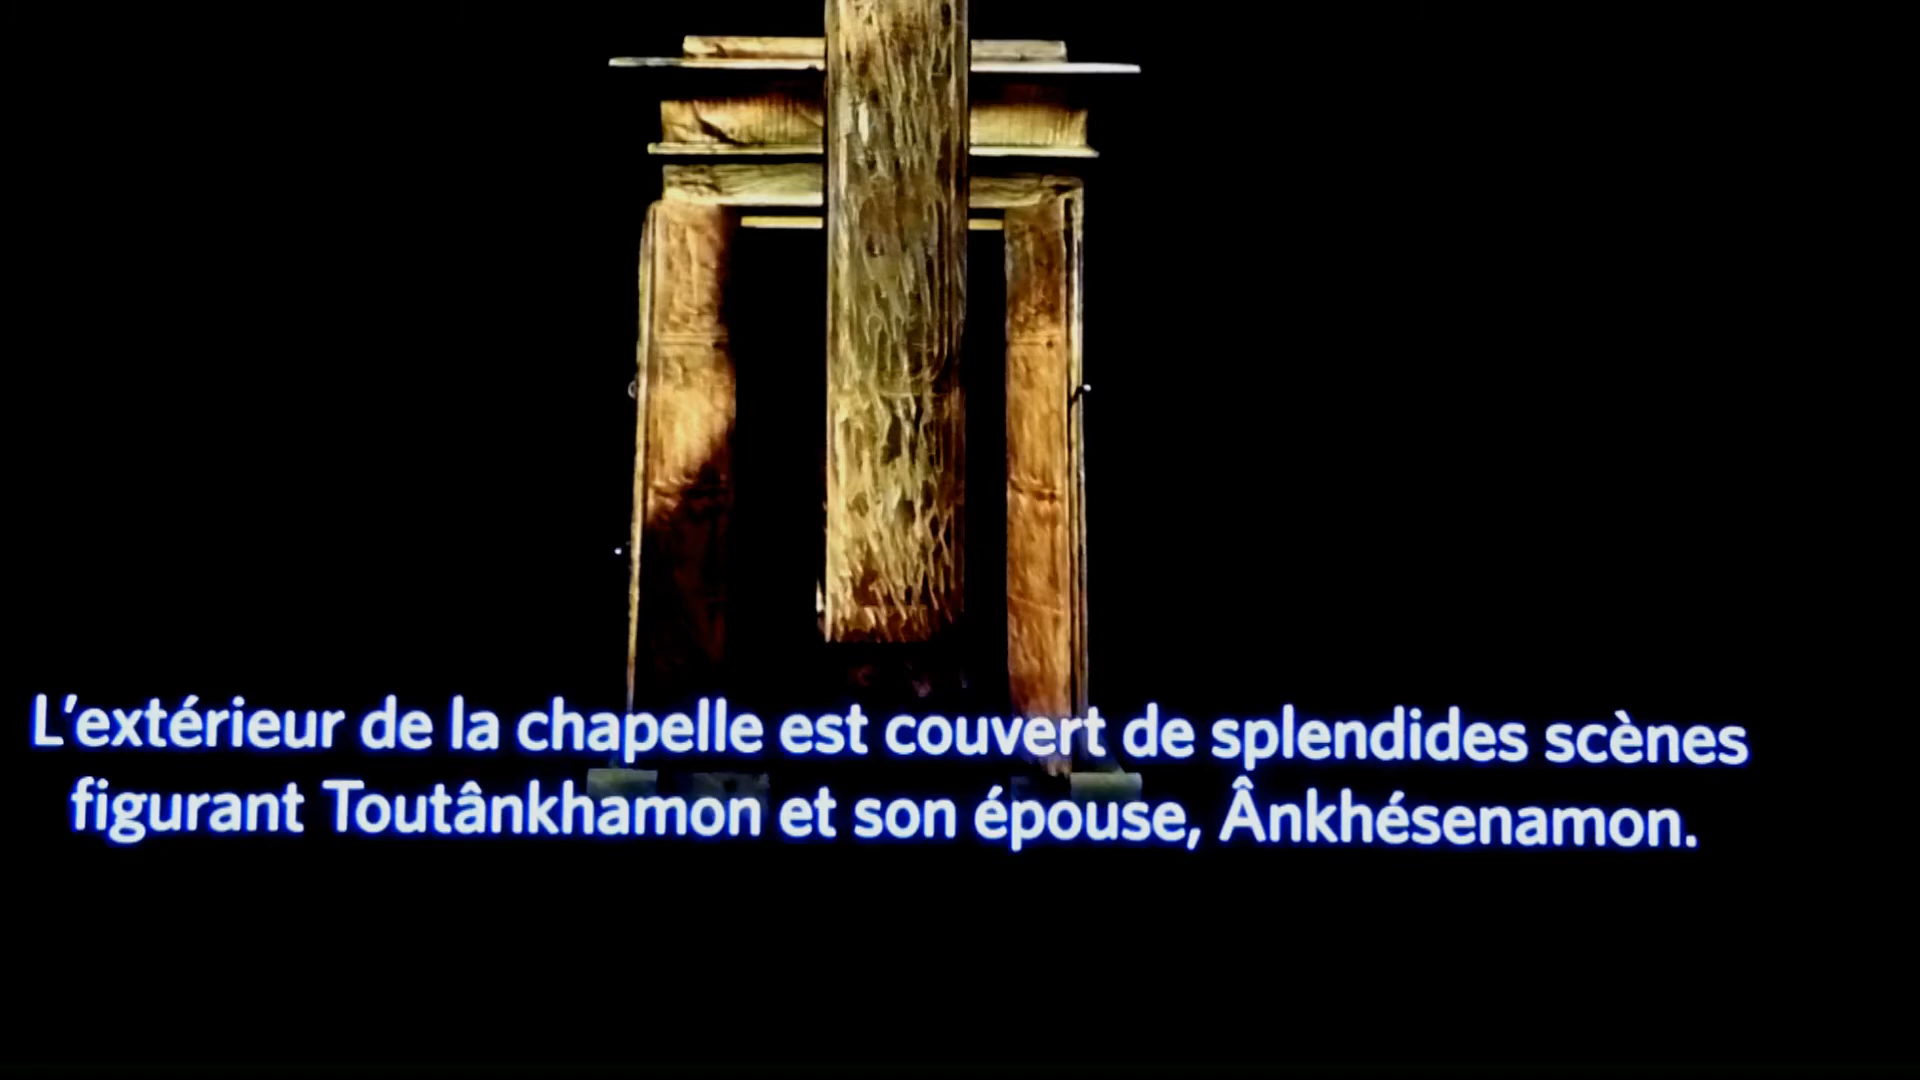 L'extérieur de la chapelle est couvert de splendides scènes
figurant Toutânkhamon et son épouse, Ânkhésenamon.